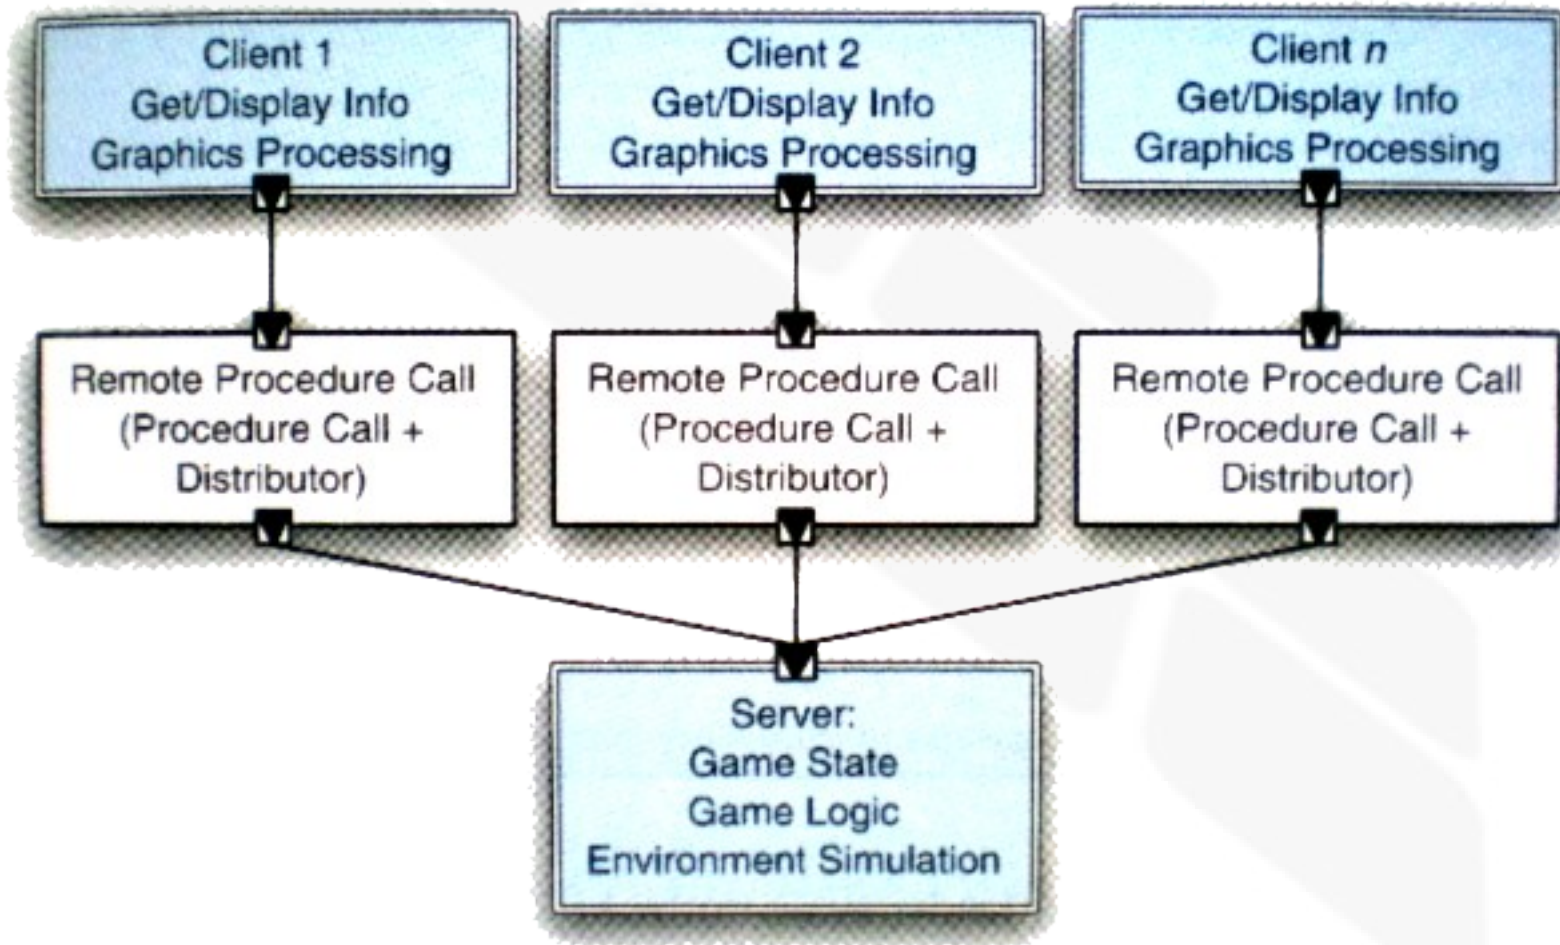 Client 1
Get/Display Info
Graphics Processing
Client 2
Get/Display Info
Graphics Processing
Client n
Get/Display Info
Graphics Processing
Remote Procedure Call
(Procedure Call +
Distributor)
Remote Procedure Call
(Procedure Call +
Distributor)
Remote Procedure Call
(Procedure Call +
Distributor)
Server:
Game State
Game Logic
Environment Simulation